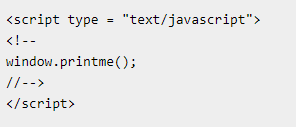 <script type = "text/javascript">
<!--
window.printme();
//-->
</script>